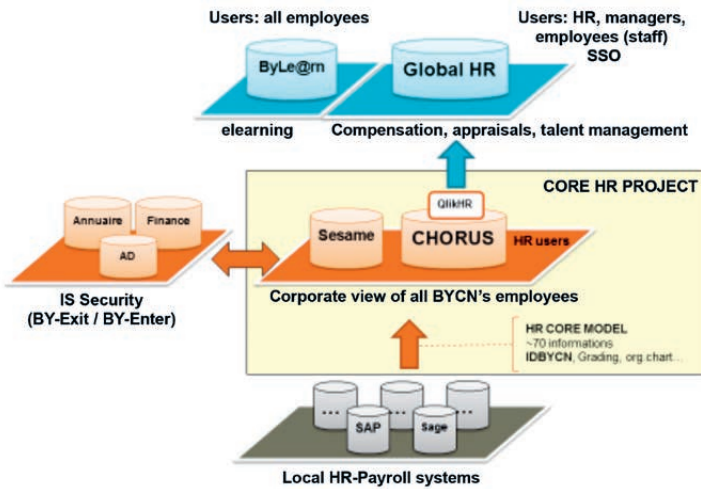 Users: all employees
Users: HR, managers,
employees (staff)
SSO
ByLe@rn
Global HR
elearning
Compensation, appraisals, talent management
CORE HR PROJECT
QlikHR
Annuaire
Finance
AD
Sesame
CHORUS
HR users
IS Security
(BY-Exit / BY-Enter)
Corporate view of all BYCN's employees
HR CORE MODEL
~70 informations
IDBYCN, Grading, org.chart...
...
...
...
SAP
Sage
Local HR-Payroll systems